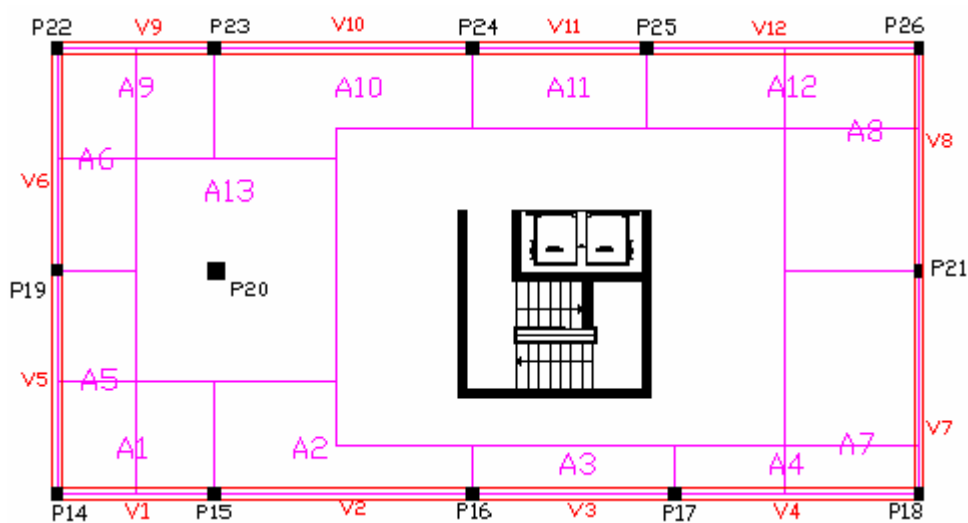 P22 V9 P23 V10 P24 V11 P25 V12 P26
A9 A10 A11 A12
A6 A8 V8
V6 A13
P19 P20 P21
V5 A5
A1 A2 A3 A4 A7 V7
P14 V1 P15 V2 P16 V3 P17 V4 P18